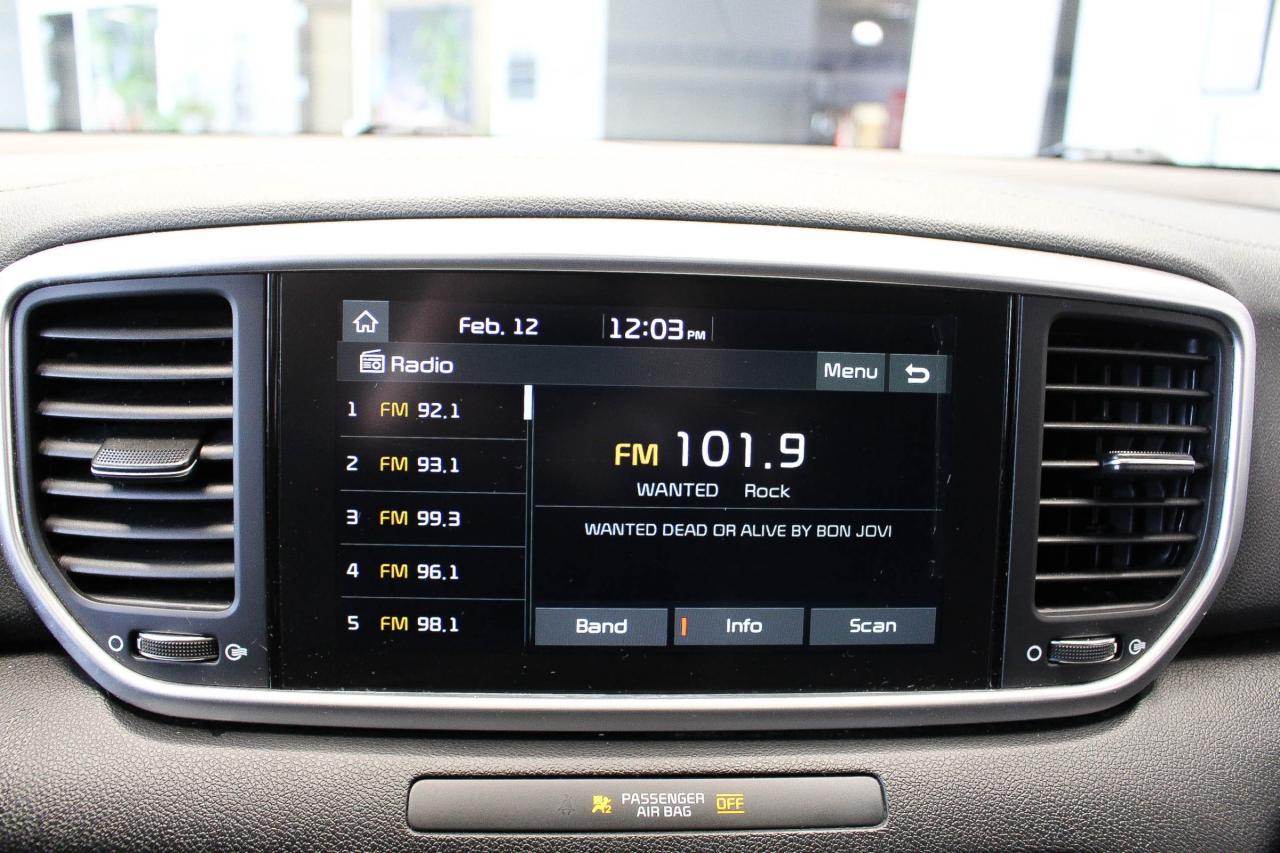 Feb. 12 12:03 PM
Radio Menu
1 FM 92.1
2 FM 93.1
3 FM 99.3
4 FM 96.1
5 FM 98.1
FM 101.9
WANTED Rock
WANTED DEAD OR ALIVE BY BON JOVI
Band Info Scan
PASSENGER
AIR BAG OFF
2